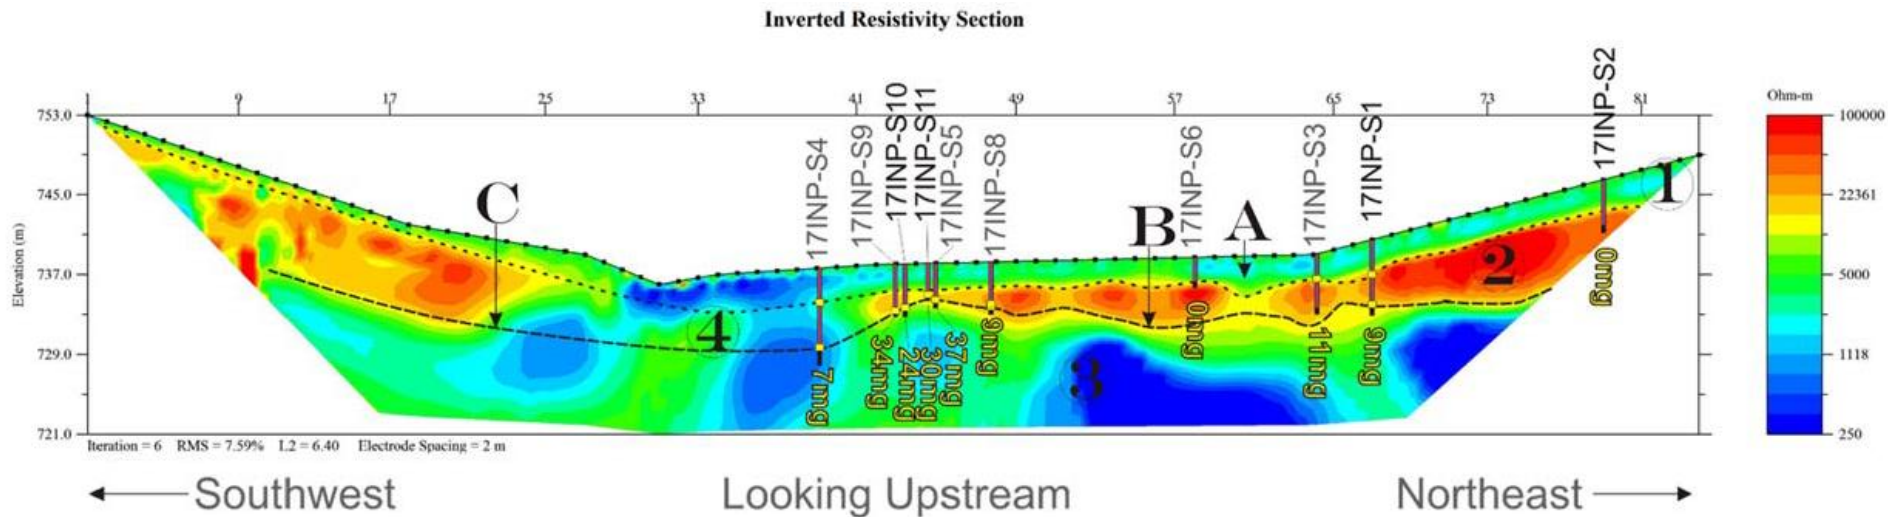 Inverted Resistivity Section
1 9 17 25 33 41 49 57 65 73 81
Elevation (m)
753.0
745.0
737.0
729.0
721.0
17INP-S4
17INP-S9
17INP-S10
17INP-S11
17INP-S5
17INP-S8
17INP-S6
17INP-S3
17INP-S1
17INP-S2
C
B
A
1
2
3
4
7mg
34mg
24mg
30mg
37mg
9mg
0mg
11mg
9mg
0mg
Ohm-m
100000
22361
5000
1118
250
Iteration = 6 RMS = 7.59% L2 = 6.40 Electrode Spacing = 2 m
Southwest Looking Upstream Northeast